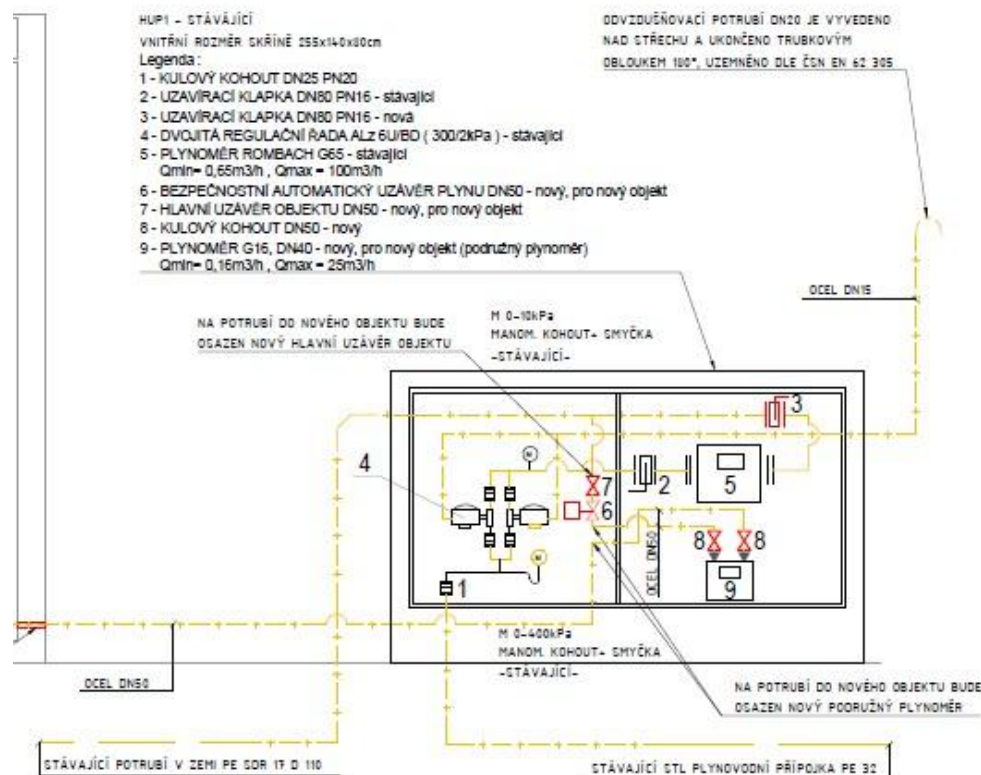 HUP1 - STÁVÁJÍCÍ
VNITŘNÍ ROZMĚR SKŘÍNĚ 255x140x80cm
Legenda :
1 - KULOVÝ KOHOUT DN25 PN20
2 - UZAVÍRACÍ KLAPKA DN80 PN16 - stávající
3 - UZAVÍRACÍ KLAPKA DN80 PN16 - nová
4 - DVOJITÁ REGULAČNÍ ŘADA ALz 6U/BD ( 300/2kPa ) - stávající
5 - PLYNOMĚR ROMBACH G65 - stávající
Qmin= 0,65m3/h , Qmax = 100m3/h
6 - BEZPEČNOSTNÍ AUTOMATICKÝ UZÁVĚR PLYNU DN50 - nový, pro nový objekt
7 - HLAVNÍ UZÁVĚR OBJEKTU DN50 - nový, pro nový objekt
8 - KULOVÝ KOHOUT DN50 - nový
9 - PLYNOMĚR G16, DN40 - nový, pro nový objekt (podružný plynoměr)
Qmin= 0,16m3/h , Qmax = 25m3/h
ODVZDUŠŇOVACÍ POTRUBÍ DN20 JE VYVEDENO
NAD STŘECHU A UKONČENO TRUBKOVÝM
OBLOUKEM 180°, UZEMNĚNO DLE ČSN EN 62 305
OCEL DN15
NA POTRUBÍ DO NOVÉHO OBJEKTU BUDE
OSAZEN NOVÝ HLAVNÍ UZÁVĚR OBJEKTU
M 0-10kPa
MANOM. KOHOUT+ SMYČKA
-STÁVAJÍCÍ-
3
4
7
2
5
6
8
8
OCEL DN50
1
9
M 0-400kPa
MANOM. KOHOUT+ SMYČKA
-STÁVAJÍCÍ-
OCEL DN50
NA POTRUBÍ DO NOVÉHO OBJEKTU BUDE
OSAZEN NOVÝ PODRUŽNÝ PLYNOMĚR
STÁVAJÍCÍ POTRUBÍ V ZEMI PE SDR 17 D 110
STÁVAJÍCÍ STL PLYNOVODNÍ PŘÍPOJKA PE 32